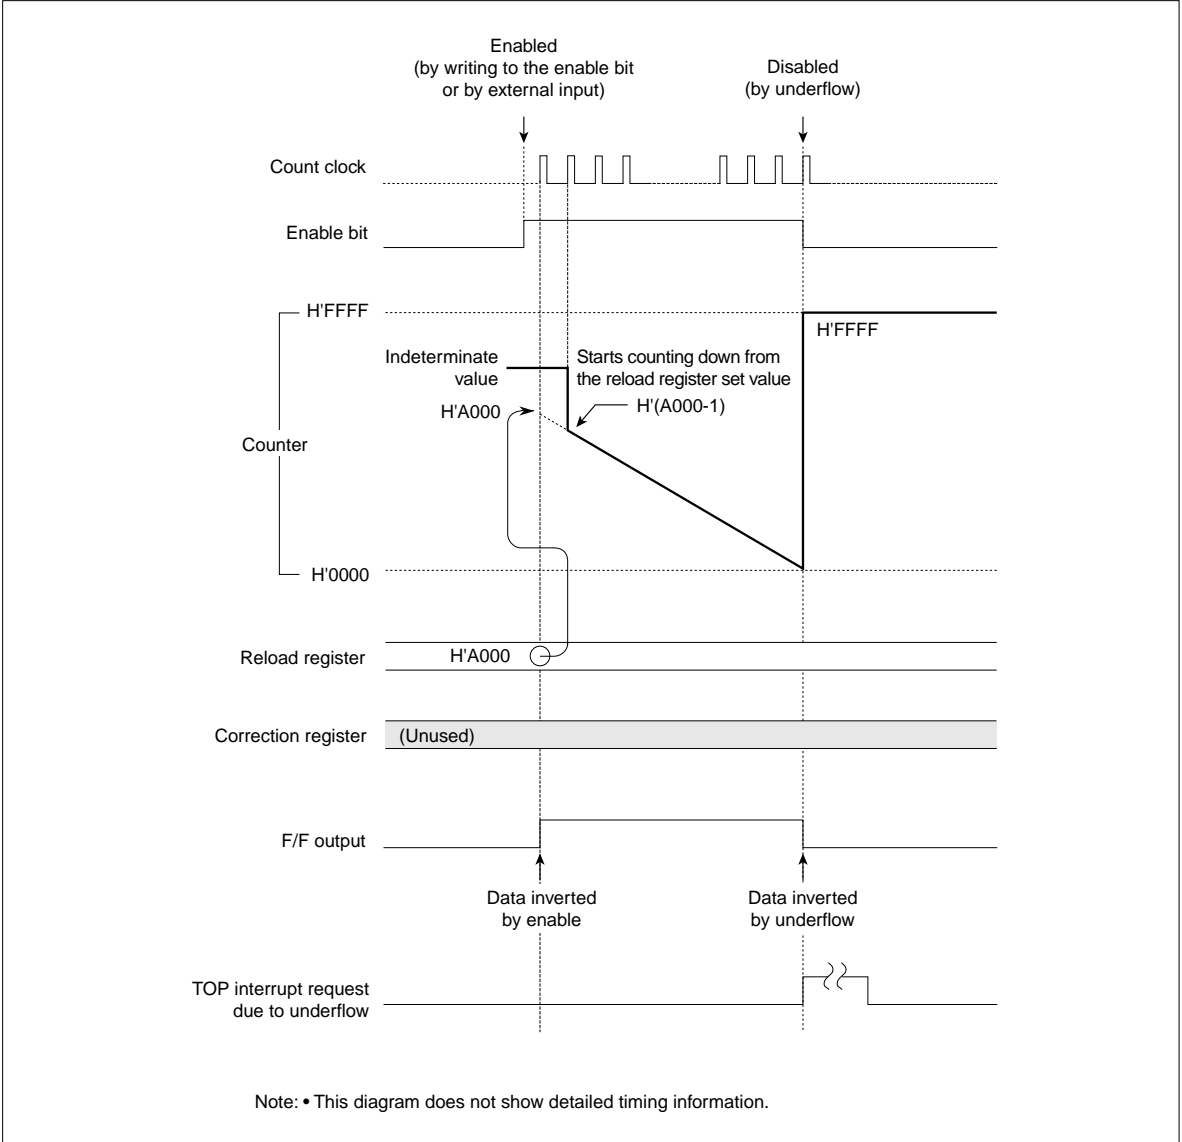 Enabled
(by writing to the enable bit
or by external input)
Disabled
(by underflow)
Count clock
Enable bit
H'FFFF
H'FFFF
Indeterminate
value
Starts counting down from
the reload register set value
H'A000
H'(A000-1)
Counter
H'0000
Reload register
H'A000
Correction register
(Unused)
F/F output
Data inverted
by enable
Data inverted
by underflow
TOP interrupt request
due to underflow
Note: • This diagram does not show detailed timing information.